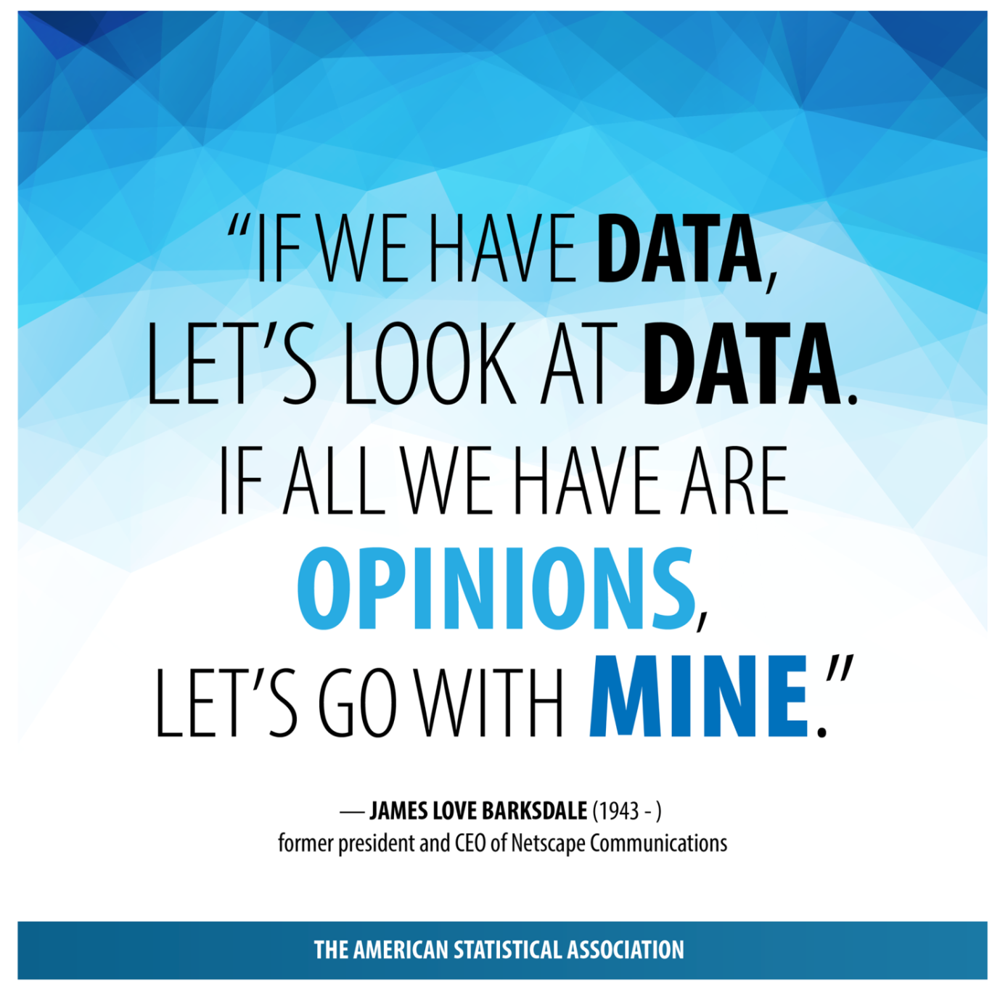 “IF WE HAVE DATA,
LET’S LOOK AT DATA.
IF ALL WE HAVE ARE
OPINIONS,
LET’S GO WITH MINE.”
— JAMES LOVE BARKSDALE (1943 - )
former president and CEO of Netscape Communications
THE AMERICAN STATISTICAL ASSOCIATION